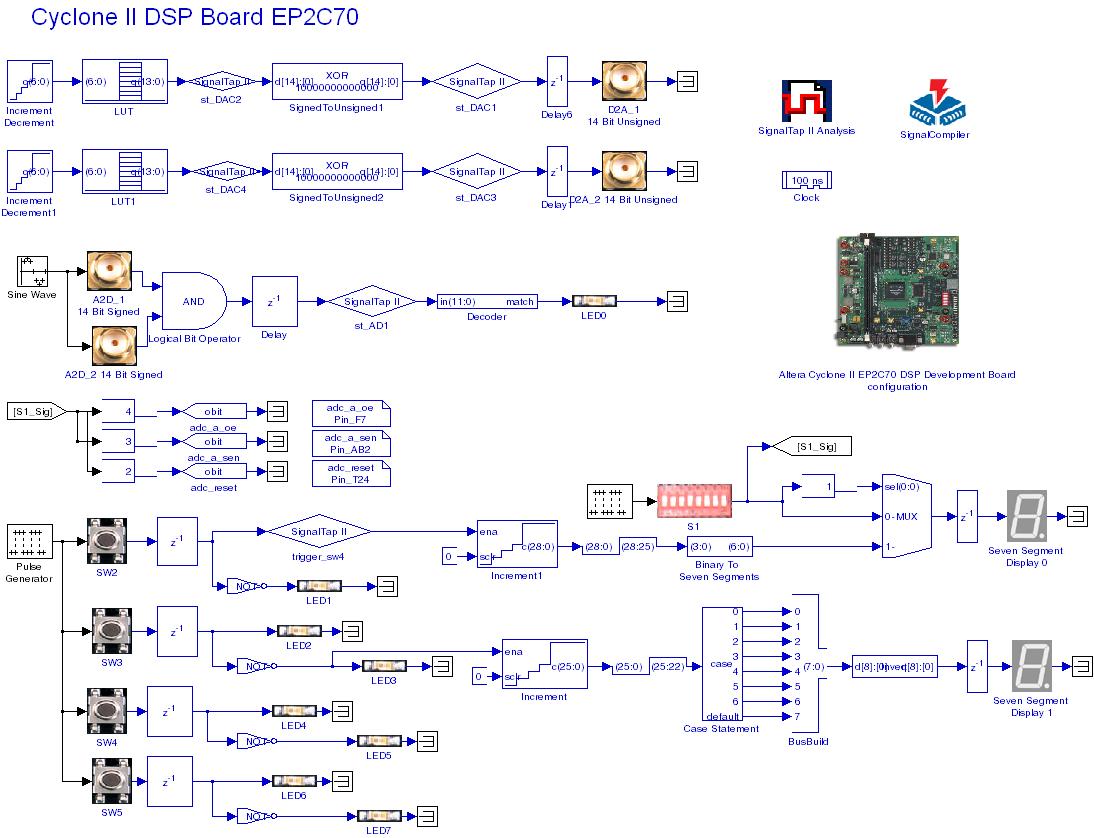 Cyclone II DSP Board EP2C70
q(6:0)
(6:0)
q(13:0)
SignalTap II
d[14]:[0]
XOR
10000000000000
q[14]:[0]
SignalTap II
z-1
Increment
Decrement
LUT
st_DAC2
SignedToUnsigned1
st_DAC1
Delay6
D2A_1
14 Bit Unsigned
SignalTap II Analysis
SignalCompiler
q(6:0)
(6:0)
q(13:0)
SignalTap II
d[14]:[0]
XOR
10000000000000
q[14]:[0]
SignalTap II
z-1
Increment
Decrement1
LUT1
st_DAC4
SignedToUnsigned2
st_DAC3
D2A_2 14 Bit Unsigned
100 ns
Clock
Sine Wave
A2D_1
14 Bit Signed
A2D_2 14 Bit Signed
AND
Logical Bit Operator
z-1
Delay
SignalTap II
st_AD1
in(11:0)
match
Decoder
LED0
Altera Cyclone II EP2C70 DSP Development Board
configuration
[S1_Sig]
4
obit
adc_a_oe
3
obit
adc_a_sen
2
obit
adc_reset
adc_a_oe
Pin_F7
adc_a_sen
Pin_AB2
adc_reset
Pin_T24
[S1_Sig]
S1
1
sel(0:0)
0-MUX
1-
z-1
Seven Segment
Display 0
Pulse
Generator
SW2
z-1
SignalTap II
trigger_sw4
NOT
LED1
ena
0
sclr
c(28:0)
Increment1
(28:0)
(28:25)
(3:0)
(6:0)
Binary To
Seven Segments
SW3
z-1
LED2
NOT
LED3
ena
0
sclr
c(25:0)
Increment
(25:0)
(25:22)
case
0
1
2
3
4
5
6
default
Case Statement
0
1
2
3
4
5
6
7
(7:0)
BusBuild
d[8]:[0]
q[8]:[0]
z-1
Seven Segment
Display 1
SW4
z-1
LED4
NOT
LED5
SW5
z-1
LED6
NOT
LED7